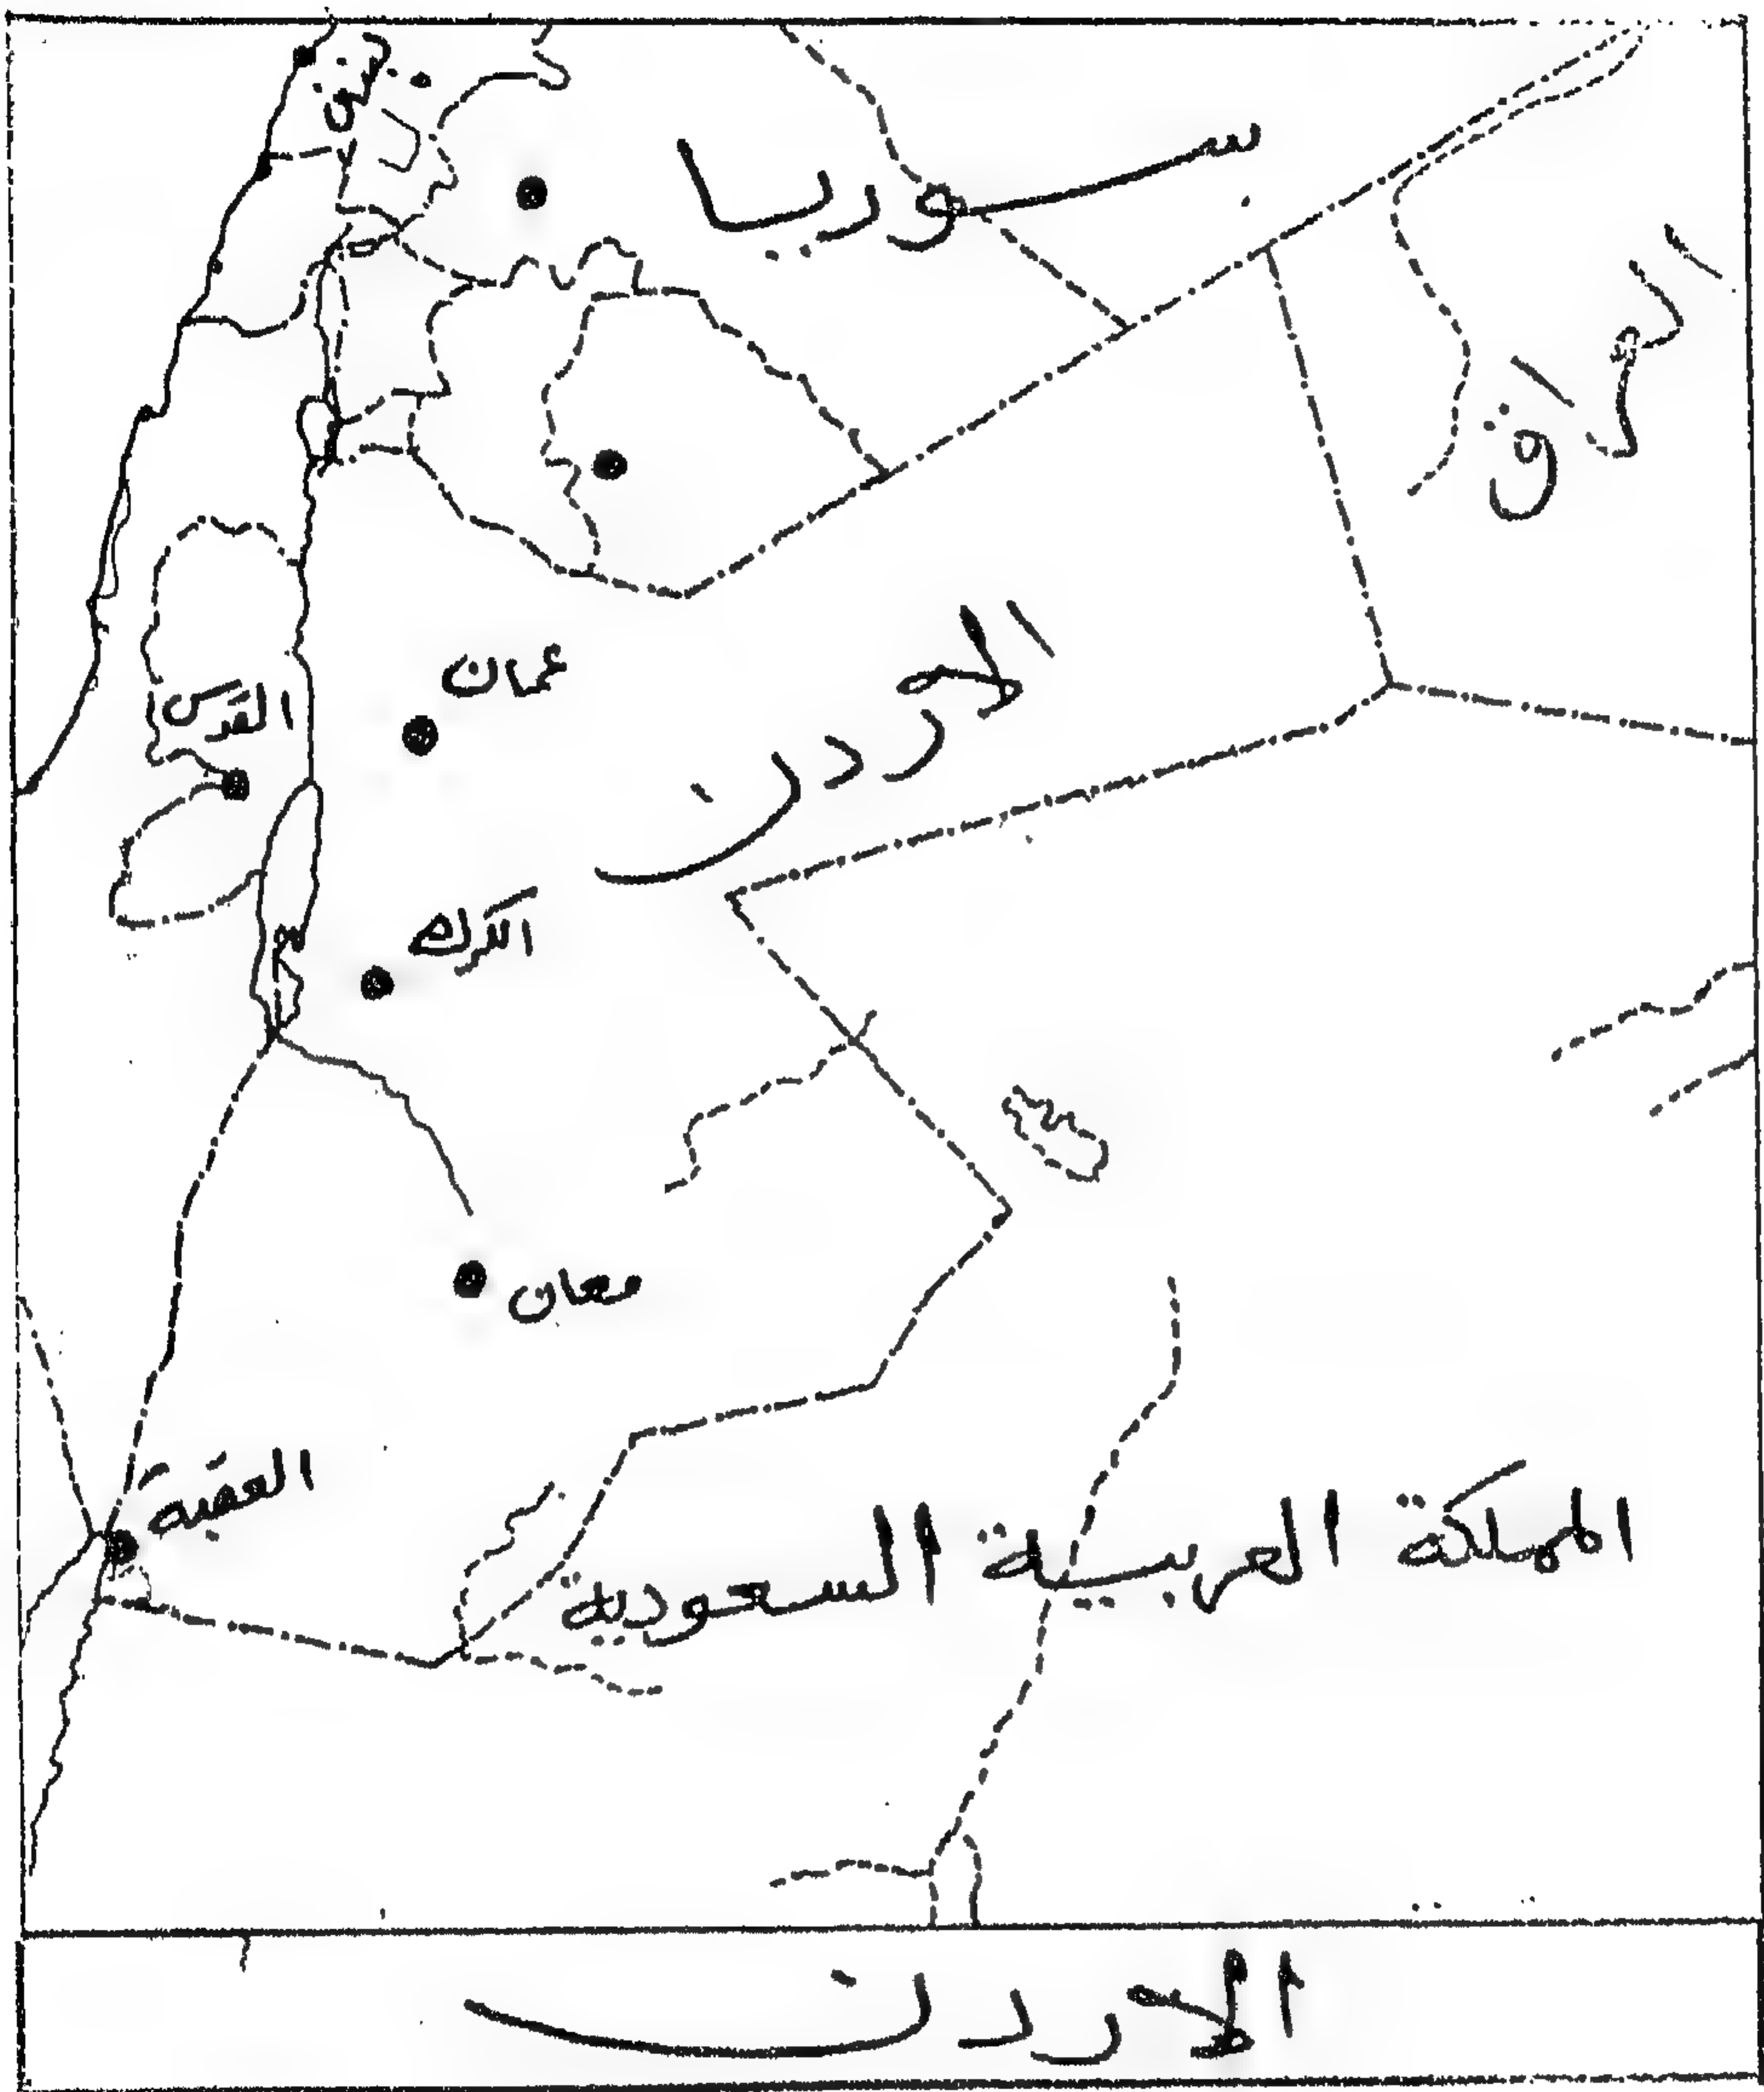 سوريا
العراق
عمان
الاردن
القدس
الكرك
معان
العقبة
المملكة العربية السعودية
الاردن